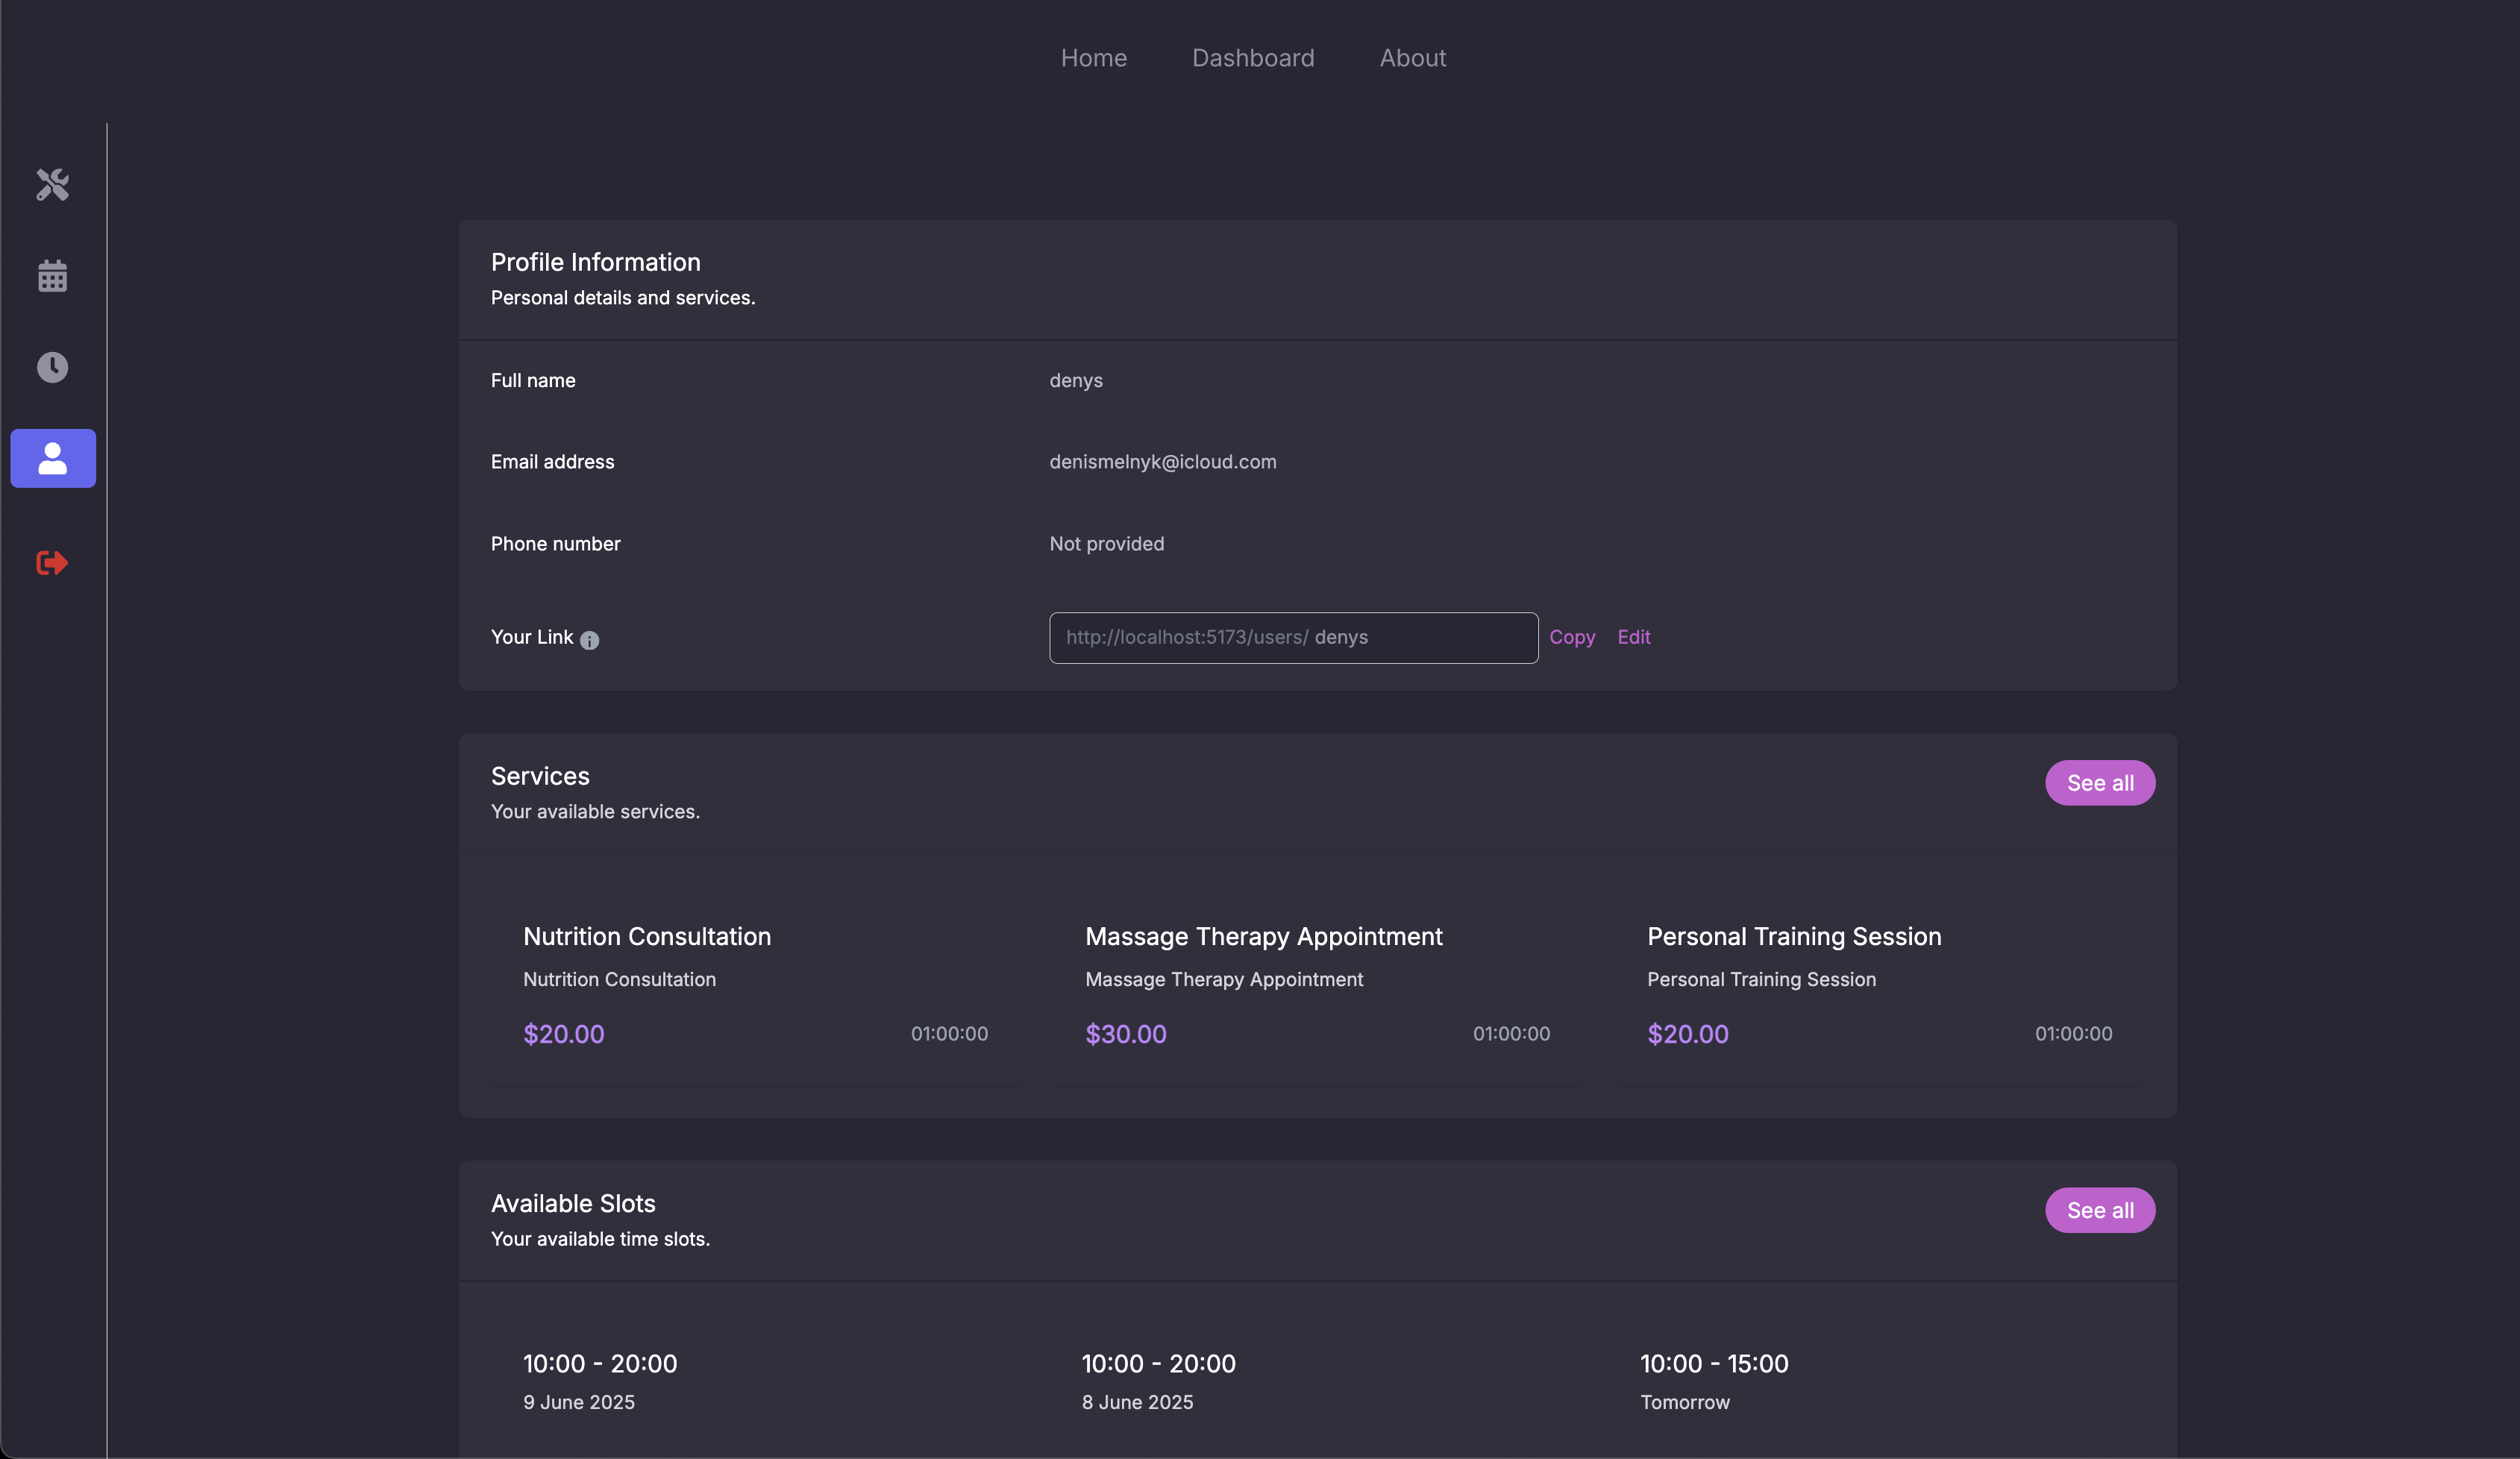 Home Dashboard About
Profile Information
Personal details and services.
Full name denys
Email address denismelnyk@icloud.com
Phone number Not provided
Your Link http://localhost:5173/users/ denys Copy Edit
Services See all
Your available services.
Nutrition Consultation Massage Therapy Appointment Personal Training Session
Nutrition Consultation Massage Therapy Appointment Personal Training Session
$20.00 01:00:00 $30.00 01:00:00 $20.00 01:00:00
Available Slots See all
Your available time slots.
10:00 - 20:00 10:00 - 20:00 10:00 - 15:00
9 June 2025 8 June 2025 Tomorrow